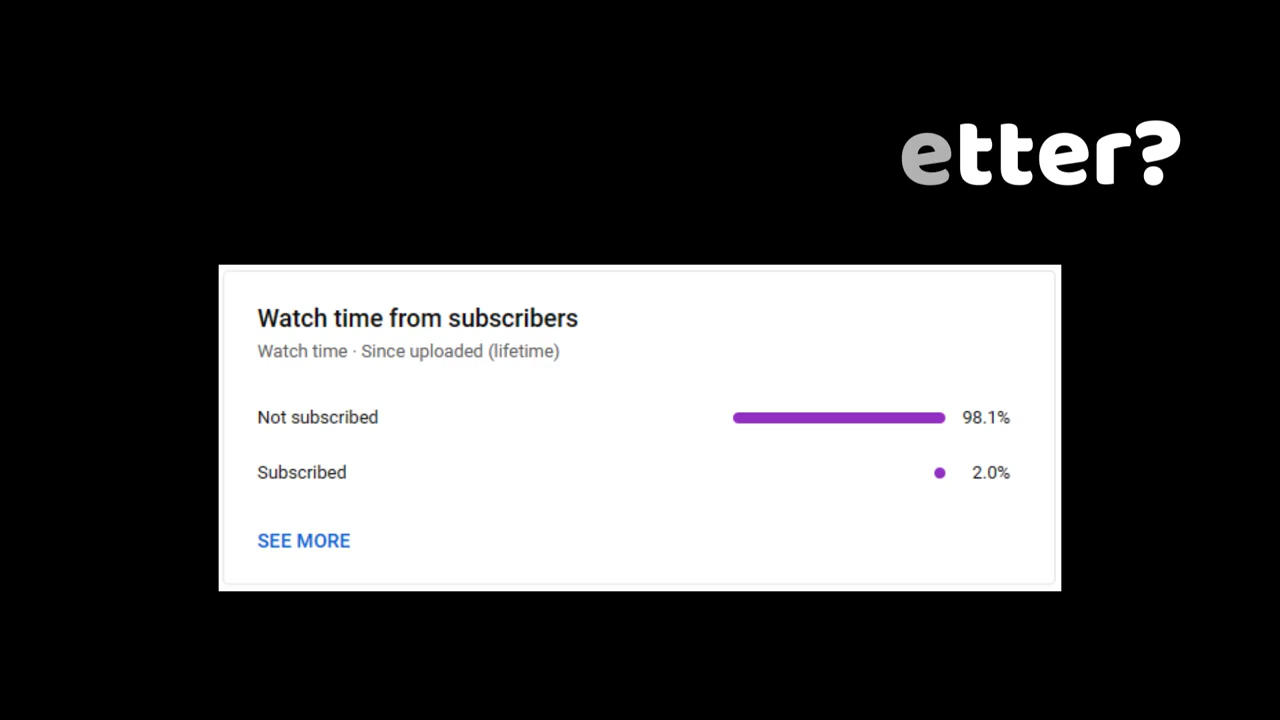 etter?
Watch time from subscribers
Watch time · Since uploaded (lifetime)
Not subscribed 98.1%
Subscribed 2.0%
SEE MORE